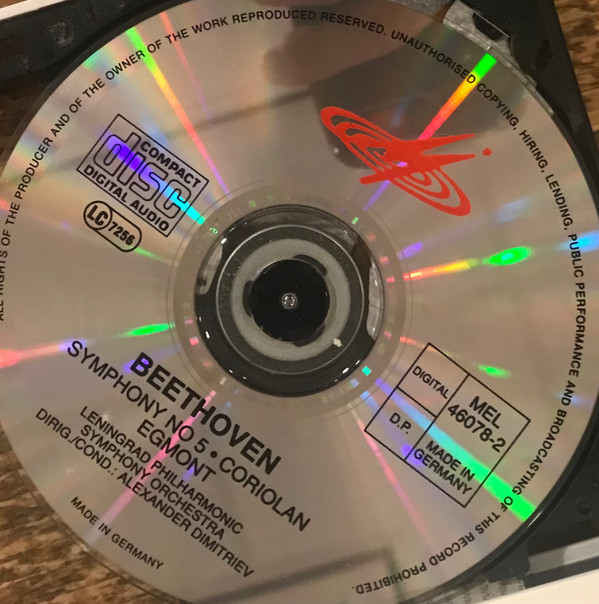 ALL RIGHTS OF THE PRODUCER AND OF THE OWNER OF THE WORK REPRODUCED RESERVED. UNAUTHORISED COPYING, HIRING, LENDING, PUBLIC PERFORMANCE AND BROADCASTING OF THIS RECORD PROHIBITED.
COMPACT
disc
DIGITAL AUDIO
LC 7256
DIGITAL
MEL
46078-2
D.P.
MADE IN
GERMANY
BEETHOVEN
SYMPHONY NO 5 • CORIOLAN
EGMONT
LENINGRAD PHILHARMONIC
SYMPHONY ORCHESTRA
DIRIG./COND.: ALEXANDER DIMITRIEV
MADE IN GERMANY